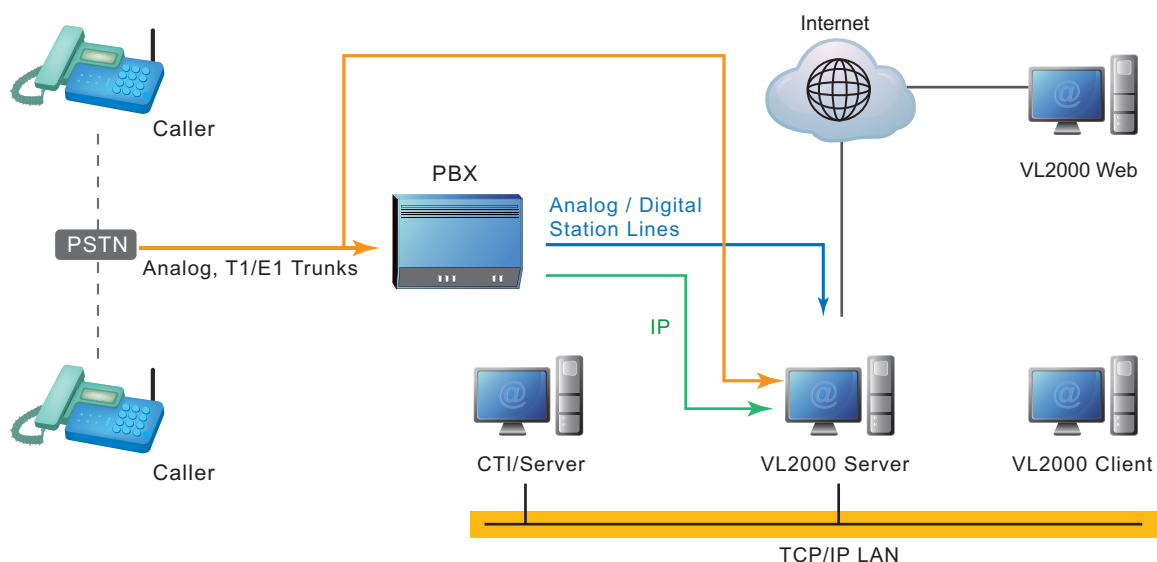 Internet
Caller
VL2000 Web
PBX
Analog / Digital
Station Lines
PSTN
Analog, T1/E1 Trunks
IP
@
@
@
@
Caller
CTI/Server
VL2000 Server
VL2000 Client
TCP/IP LAN